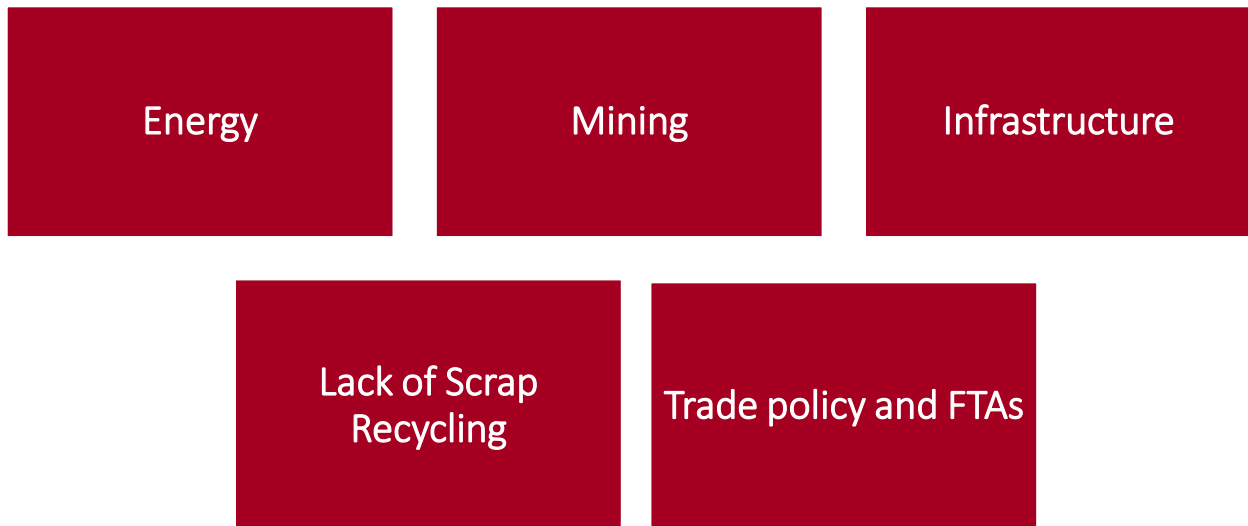 Energy
Mining
Infrastructure
Lack of Scrap
Recycling
Trade policy and FTAs